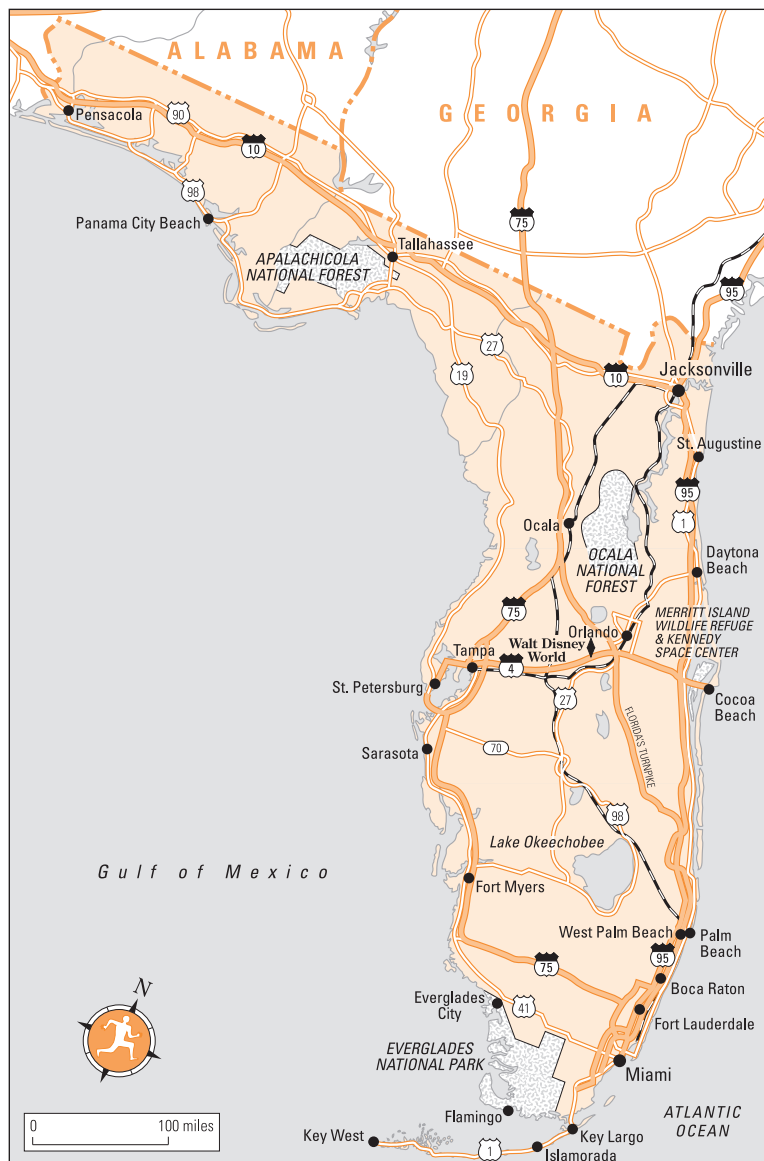 ALABAMA
GEORGIA
Pensacola
90
10
98
75
Panama City Beach
Tallahassee
APALACHICOLA
NATIONAL FOREST
95
27
19
10
Jacksonville
St. Augustine
95
1
Ocala
OCALA
NATIONAL
FOREST
Daytona
Beach
75
MERRITT ISLAND
WILDLIFE REFUGE
& KENNEDY
SPACE CENTER
Orlando
Walt Disney
World
Tampa
4
St. Petersburg
27
Cocoa
Beach
FLORIDA'S TURNPIKE
Sarasota
70
98
Lake Okeechobee
Gulf of Mexico
Fort Myers
West Palm Beach
Palm
Beach
75
95
Boca Raton
N
Everglades
City
41
Fort Lauderdale
EVERGLADES
NATIONAL PARK
Miami
0
100 miles
Flamingo
ATLANTIC
OCEAN
Key West
1
Key Largo
Islamorada